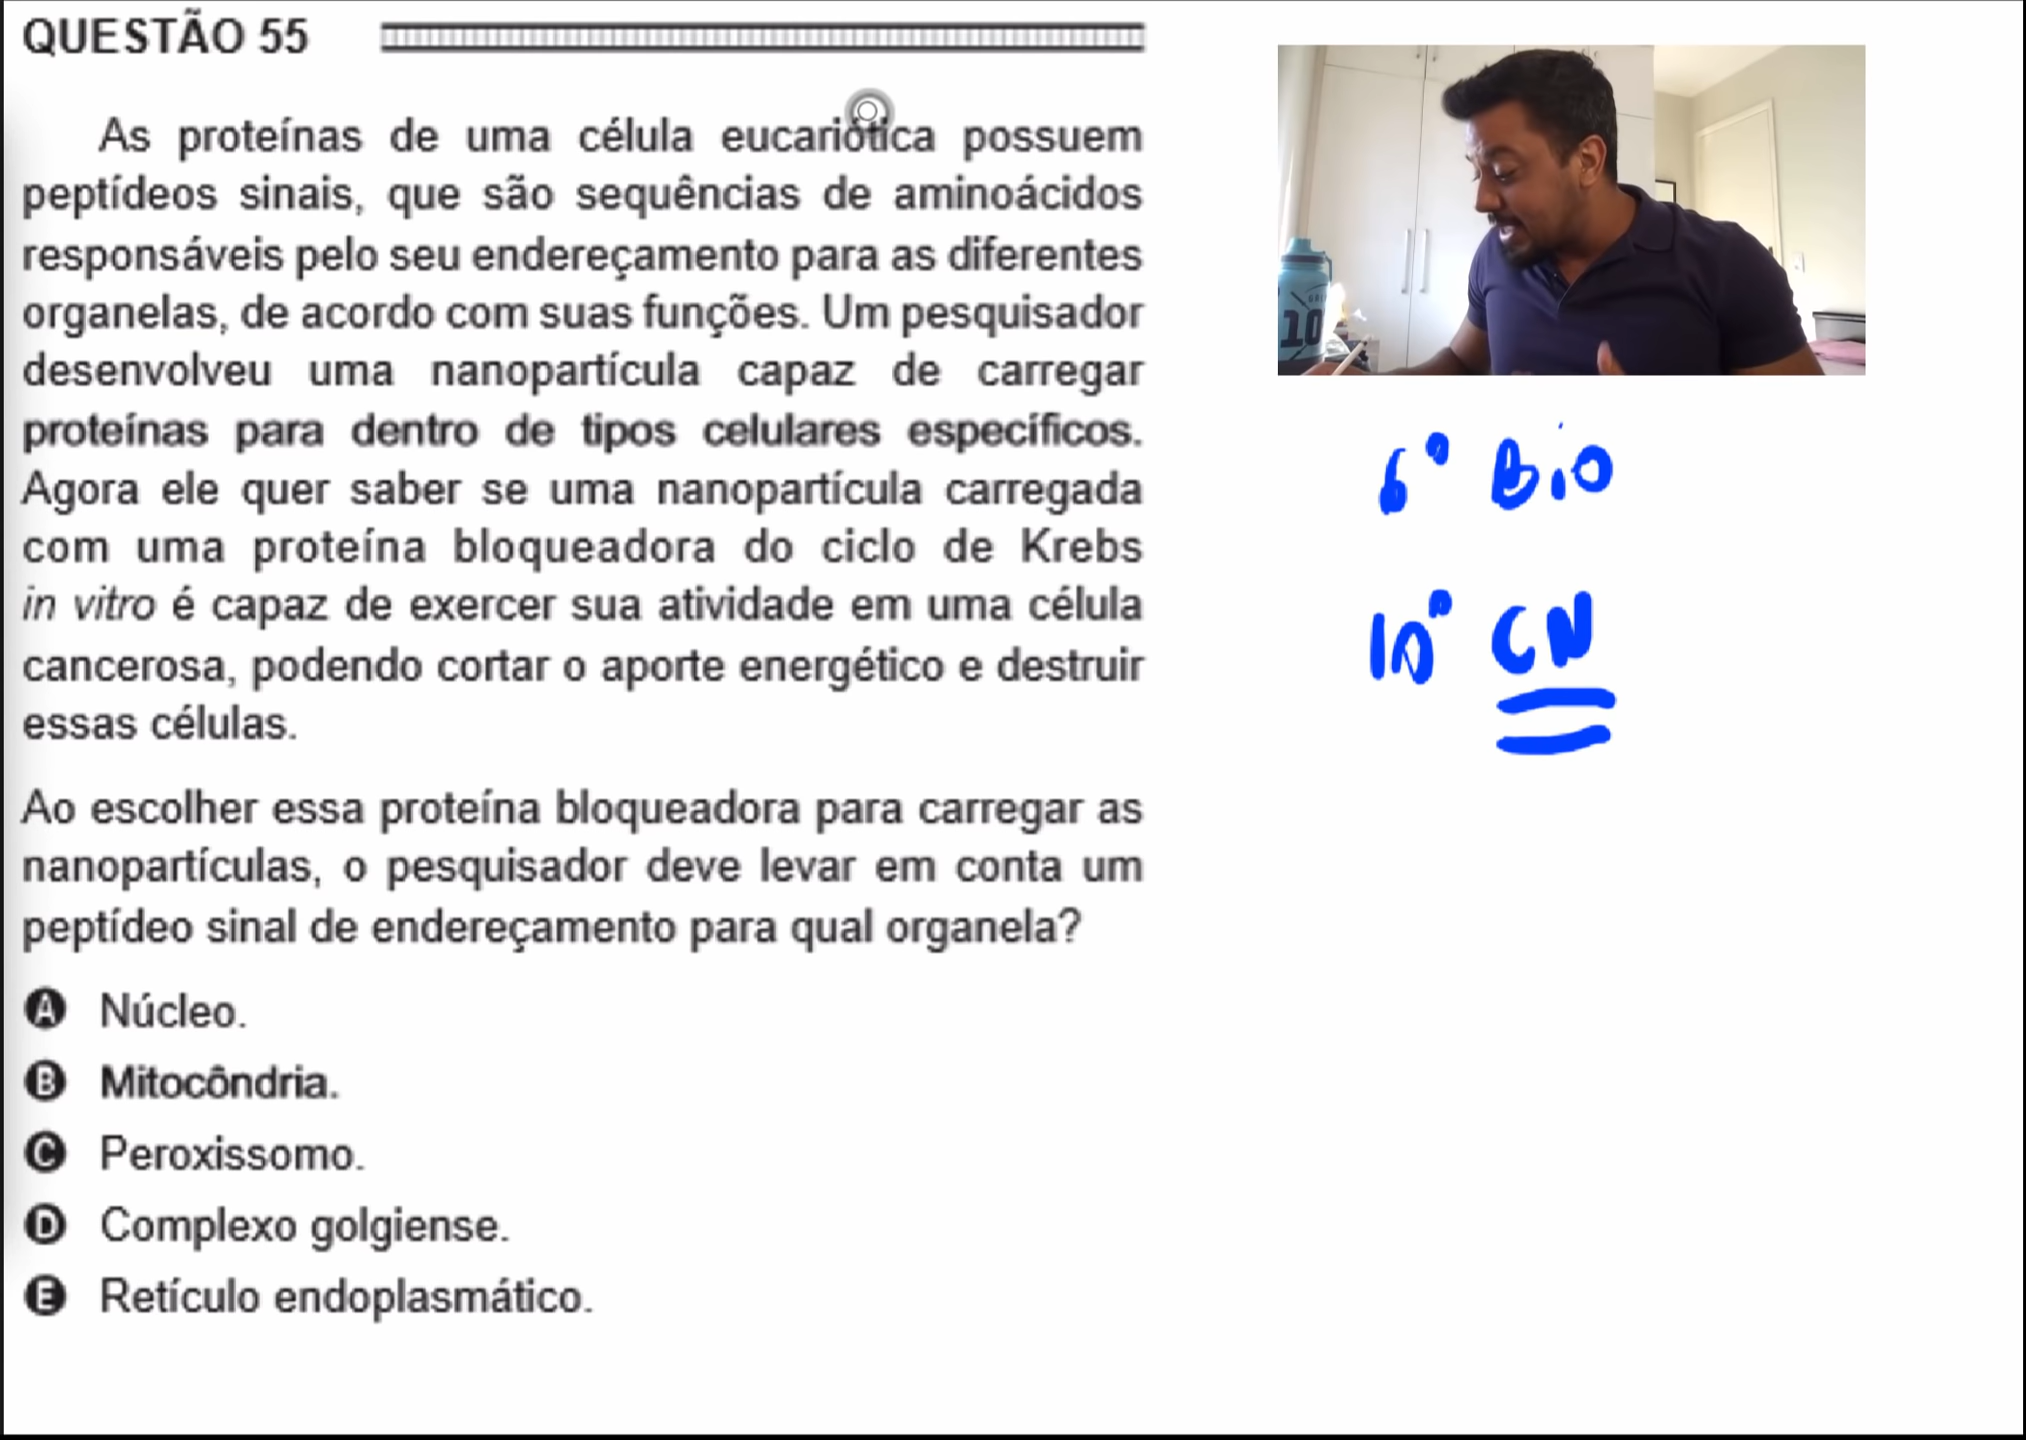 QUESTÃO 55
As proteínas de uma célula eucariótica possuem
peptídeos sinais, que são sequências de aminoácidos
responsáveis pelo seu endereçamento para as diferentes
organelas, de acordo com suas funções. Um pesquisador
desenvolveu uma nanopartícula capaz de carregar
proteínas para dentro de tipos celulares específicos.
Agora ele quer saber se uma nanopartícula carregada
com uma proteína bloqueadora do ciclo de Krebs
in vitro é capaz de exercer sua atividade em uma célula
cancerosa, podendo cortar o aporte energético e destruir
essas células.
Ao escolher essa proteína bloqueadora para carregar as
nanopartículas, o pesquisador deve levar em conta um
peptídeo sinal de endereçamento para qual organela?
A Núcleo.
B Mitocôndria.
C Peroxissomo.
D Complexo golgiense.
E Retículo endoplasmático.
10
6º BiO
10º CN